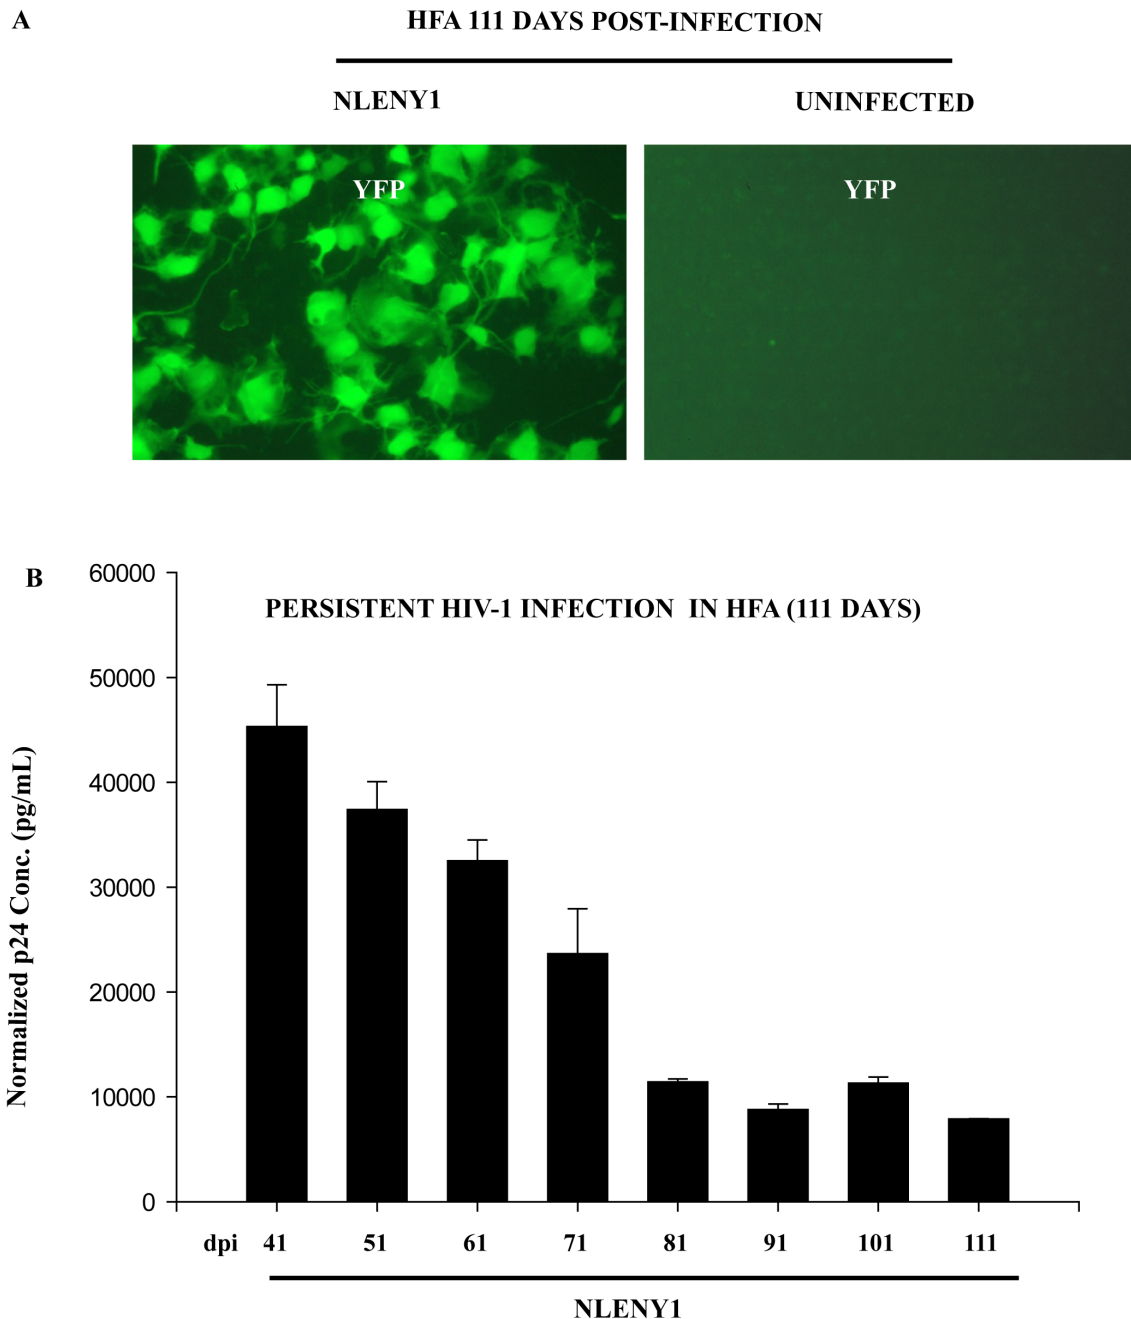 A
HFA 111 DAYS POST-INFECTION
NLENY1 UNINFECTED
YFP YFP
B
PERSISTENT HIV-1 INFECTION IN HFA (111 DAYS)
Normalized p24 Conc. (pg/mL)
60000
50000
40000
30000
20000
10000
0
dpi 41 51 61 71 81 91 101 111
NLENY1